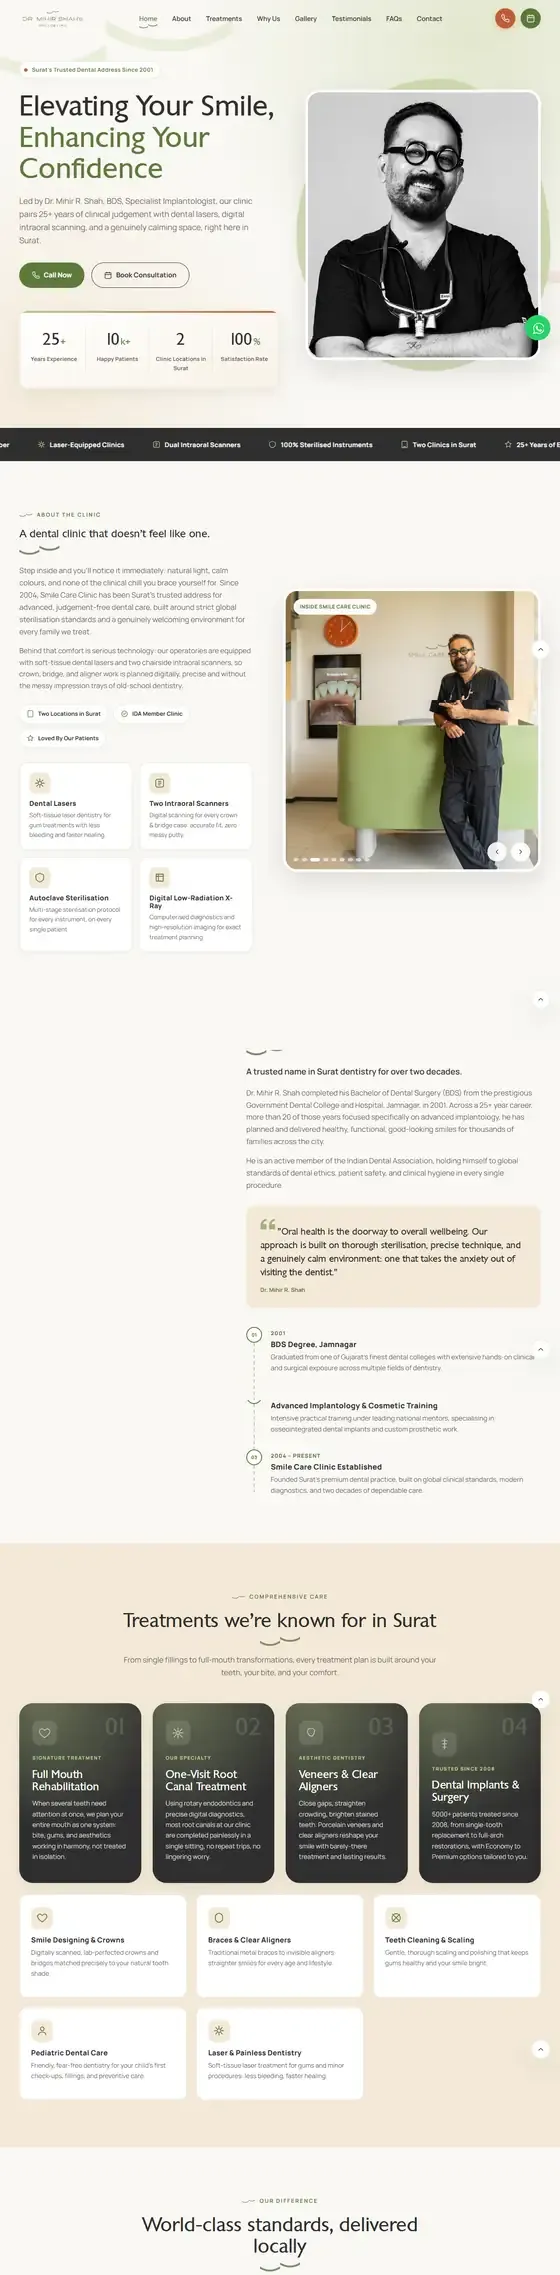 DR. MIHIR SHAH'S
Home
About
Treatments
Why Us
Gallery
Testimonials
FAQs
Contact
Surat's Trusted Dental Address Since 2001
Elevating Your Smile,
Enhancing Your
Confidence
Led by Dr. Mihir R. Shah, BDS, Specialist Implantologist, our clinic
pairs 25+ years of clinical judgement with dental lasers, digital
intraoral scanning, and a genuinely calming space, right here in
Surat.
Call Now
Book Consultation
25+
Years Experience
10k+
Happy Patients
2
Clinic Locations in
Surat
100%
Satisfaction Rate
Laser-Equipped Clinics
Dual Intraoral Scanners
100% Sterilised Instruments
Two Clinics in Surat
25+ Years of E
ABOUT THE CLINIC
A dental clinic that doesn't feel like one.
Step inside and you'll notice it immediately: natural light, calm
colours, and none of the clinical chill you brace yourself for. Since
2004, Smile Care Clinic has been Surat's trusted address for
advanced, judgement-free dental care, built around strict global
sterilisation standards and a genuinely welcoming environment for
every family we treat.
Behind that comfort is serious technology: our operatories are equipped
with soft-tissue dental lasers and two chairside intraoral scanners, so
crown, bridge, and aligner work is planned digitally, precise and without
the messy impression trays of old-school dentistry.
Two Locations in Surat
IDA Member Clinic
Loved By Our Patients
INSIDE SMILE CARE CLINIC
SMILE CARE
Dental Lasers
Soft-tissue laser dentistry for
gum treatments with less
bleeding and faster healing.
Two Intraoral Scanners
Digital scanning for every crown
& bridge case: accurate fit, zero
messy putty.
Autoclave Sterilisation
Multi-stage sterilisation protocol
for every instrument, on every
single patient.
Digital Low-Radiation X-
Ray
Computerised diagnostics and
high-resolution imaging for exact
treatment planning.
A trusted name in Surat dentistry for over two decades.
Dr. Mihir R. Shah completed his Bachelor of Dental Surgery (BDS) from the prestigious
Government Dental College and Hospital, Jamnagar, in 2001. Across a 25+ year career,
more than 20 of those years focused specifically on advanced implantology, he has
planned and delivered healthy, functional, good-looking smiles for thousands of
families across the city.
He is an active member of the Indian Dental Association, holding himself to global
standards of dental ethics, patient safety, and clinical hygiene in every single
procedure.
"Oral health is the doorway to overall wellbeing. Our
approach is built on thorough sterilisation, precise technique, and
a genuinely calm environment: one that takes the anxiety out of
visiting the dentist."
Dr. Mihir R. Shah
01
2001
BDS Degree, Jamnagar
Graduated from one of Gujarat's finest dental colleges with extensive hands-on clinical
and surgical exposure across multiple fields of dentistry.
Advanced Implantology & Cosmetic Training
Intensive practical training under leading national mentors, specialising in
osseointegrated dental implants and custom prosthetic work.
03
2004 – PRESENT
Smile Care Clinic Established
Founded Surat's premium dental practice, built on global clinical standards, modern
diagnostics, and two decades of dependable care.
COMPREHENSIVE CARE
Treatments we're known for in Surat
From single fillings to full-mouth transformations, every treatment plan is built around your
teeth, your bite, and your comfort.
01
SIGNATURE TREATMENT
Full Mouth
Rehabilitation
When several teeth need
attention at once, we plan your
entire mouth as one system:
bite, gums, and aesthetics
working in harmony, not treated
in isolation.
02
OUR SPECIALTY
One-Visit Root
Canal Treatment
Using rotary endodontics and
precise digital diagnostics,
most root canals at our clinic
are completed painlessly in a
single sitting, no repeat trips, no
lingering worry.
03
AESTHETIC DENTISTRY
Veneers & Clear
Aligners
Close gaps, straighten
crowding, brighten stained
teeth. Porcelain veneers and
clear aligners reshape your
smile with barely-there
treatment and lasting results.
04
TRUSTED SINCE 2008
Dental Implants &
Surgery
5000+ patients treated since
2008, from single-tooth
replacement to full-arch
restorations, with Economy to
Premium options tailored to you.
Smile Designing & Crowns
Digitally scanned, lab-perfected crowns and
bridges matched precisely to your natural tooth
shade.
Braces & Clear Aligners
Traditional metal braces to invisible aligners:
straighter smiles for every age and lifestyle.
Teeth Cleaning & Scaling
Gentle, thorough scaling and polishing that keeps
gums healthy and your smile bright.
Pediatric Dental Care
Friendly, fear-free dentistry for your child's first
check-ups, fillings, and preventive care.
Laser & Painless Dentistry
Soft-tissue laser treatment for gums and minor
procedures: less bleeding, faster healing.
OUR DIFFERENCE
World-class standards, delivered
locally